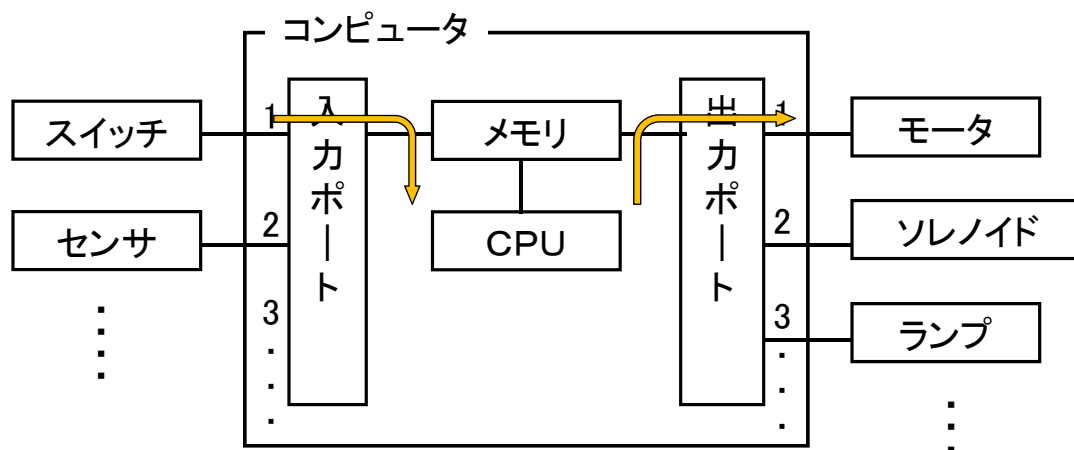 コンピュータ
スイッチ
センサ
1
2
3
入力ポート
メモリ
CPU
出力ポート
1
2
3
モータ
ソレノイド
ランプ